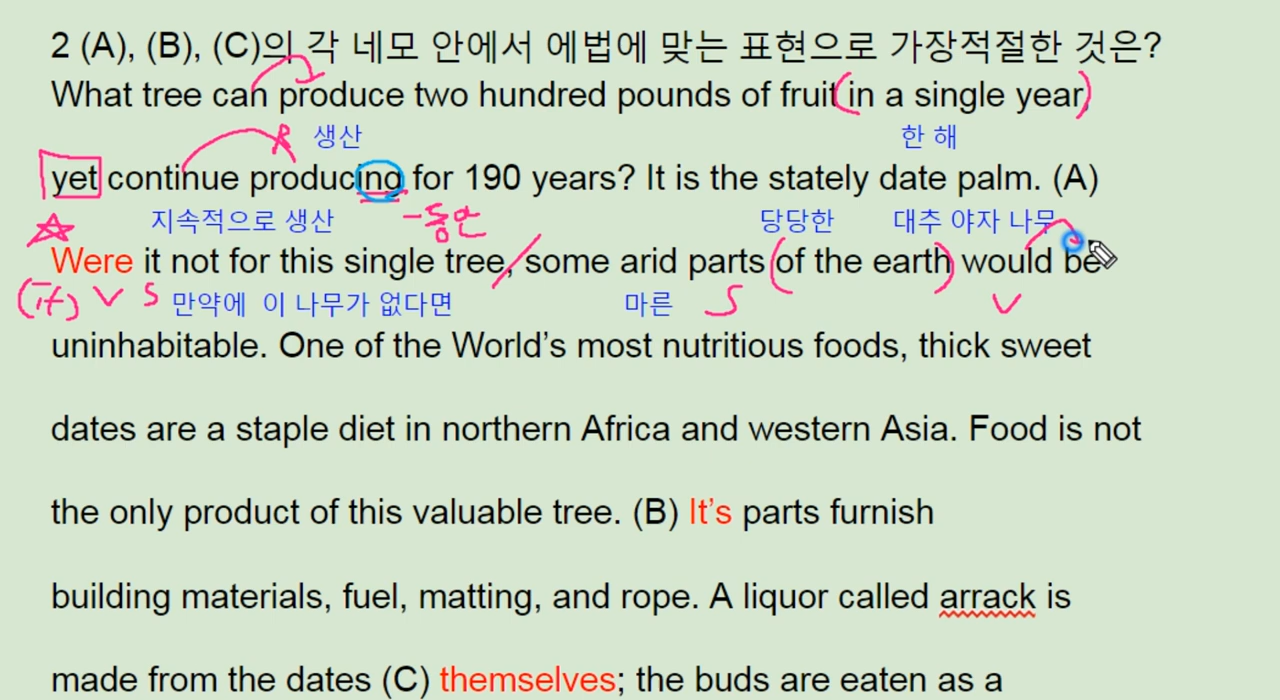 2 (A), (B), (C)의 각 네모 안에서 에법에 맞는 표현으로 가장적절한 것은?
What tree can produce two hundred pounds of fruit (in a single year)
생산 한 해
yet continue producing for 190 years? It is the stately date palm. (A)
지속적으로 생산 -동안 당당한 대추 야자 나무
Were it not for this single tree, some arid parts (of the earth) would be
(if) V S 만약에 이 나무가 없다면 마른 S V
uninhabitable. One of the World's most nutritious foods, thick sweet
dates are a staple diet in northern Africa and western Asia. Food is not
the only product of this valuable tree. (B) It's parts furnish
building materials, fuel, matting, and rope. A liquor called arrack is
made from the dates (C) themselves; the buds are eaten as a